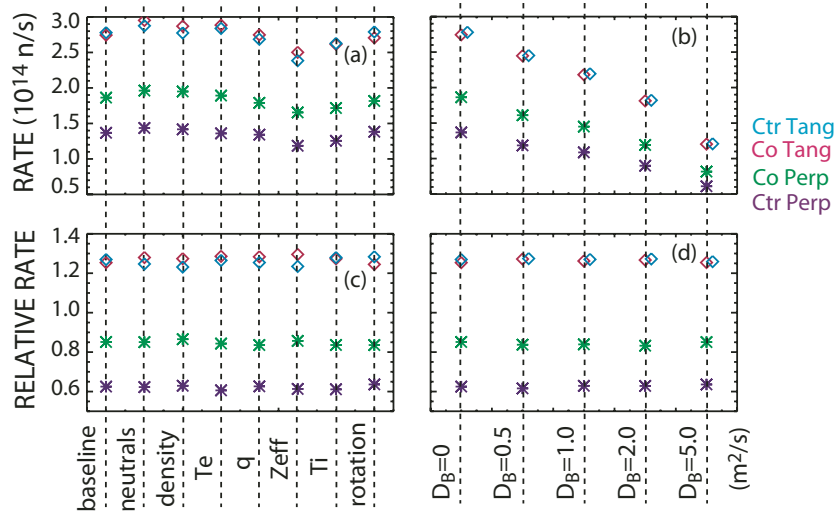 RATE (10¹⁴ n/s)
3.0
2.5
2.0
1.5
1.0
0.5
(a)
(b)
Ctr Tang
Co Tang
Co Perp
Ctr Perp
RELATIVE RATE
1.4
1.2
1.0
0.8
0.6
(c)
(d)
baseline
neutrals
density
Te
q
Zeff
Ti
rotation
D_B=0
D_B=0.5
D_B=1.0
D_B=2.0
D_B=5.0
(m²/s)